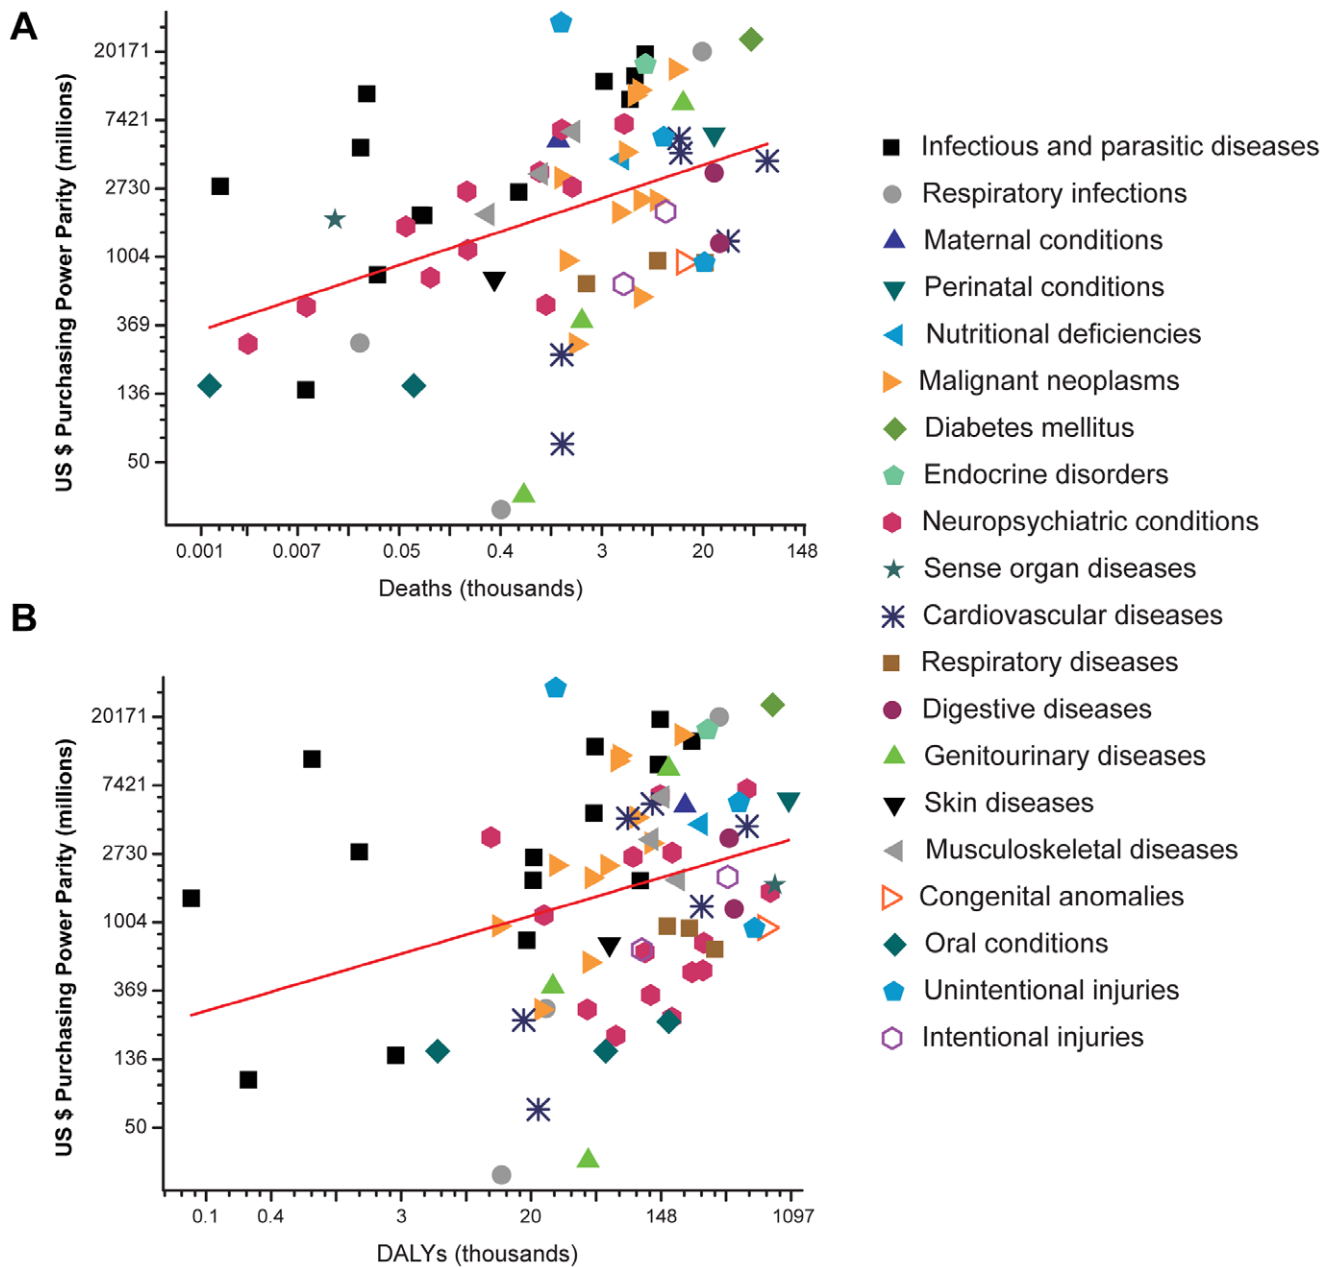 A
US $ Purchasing Power Parity (millions)
20171
7421
2730
1004
369
136
50
0.001 0.007 0.05 0.4 3 20 148
Deaths (thousands)
B
US $ Purchasing Power Parity (millions)
20171
7421
2730
1004
369
136
50
0.1 0.4 3 20 148 1097
DALYs (thousands)
Infectious and parasitic diseases
Respiratory infections
Maternal conditions
Perinatal conditions
Nutritional deficiencies
Malignant neoplasms
Diabetes mellitus
Endocrine disorders
Neuropsychiatric conditions
Sense organ diseases
Cardiovascular diseases
Respiratory diseases
Digestive diseases
Genitourinary diseases
Skin diseases
Musculoskeletal diseases
Congenital anomalies
Oral conditions
Unintentional injuries
Intentional injuries